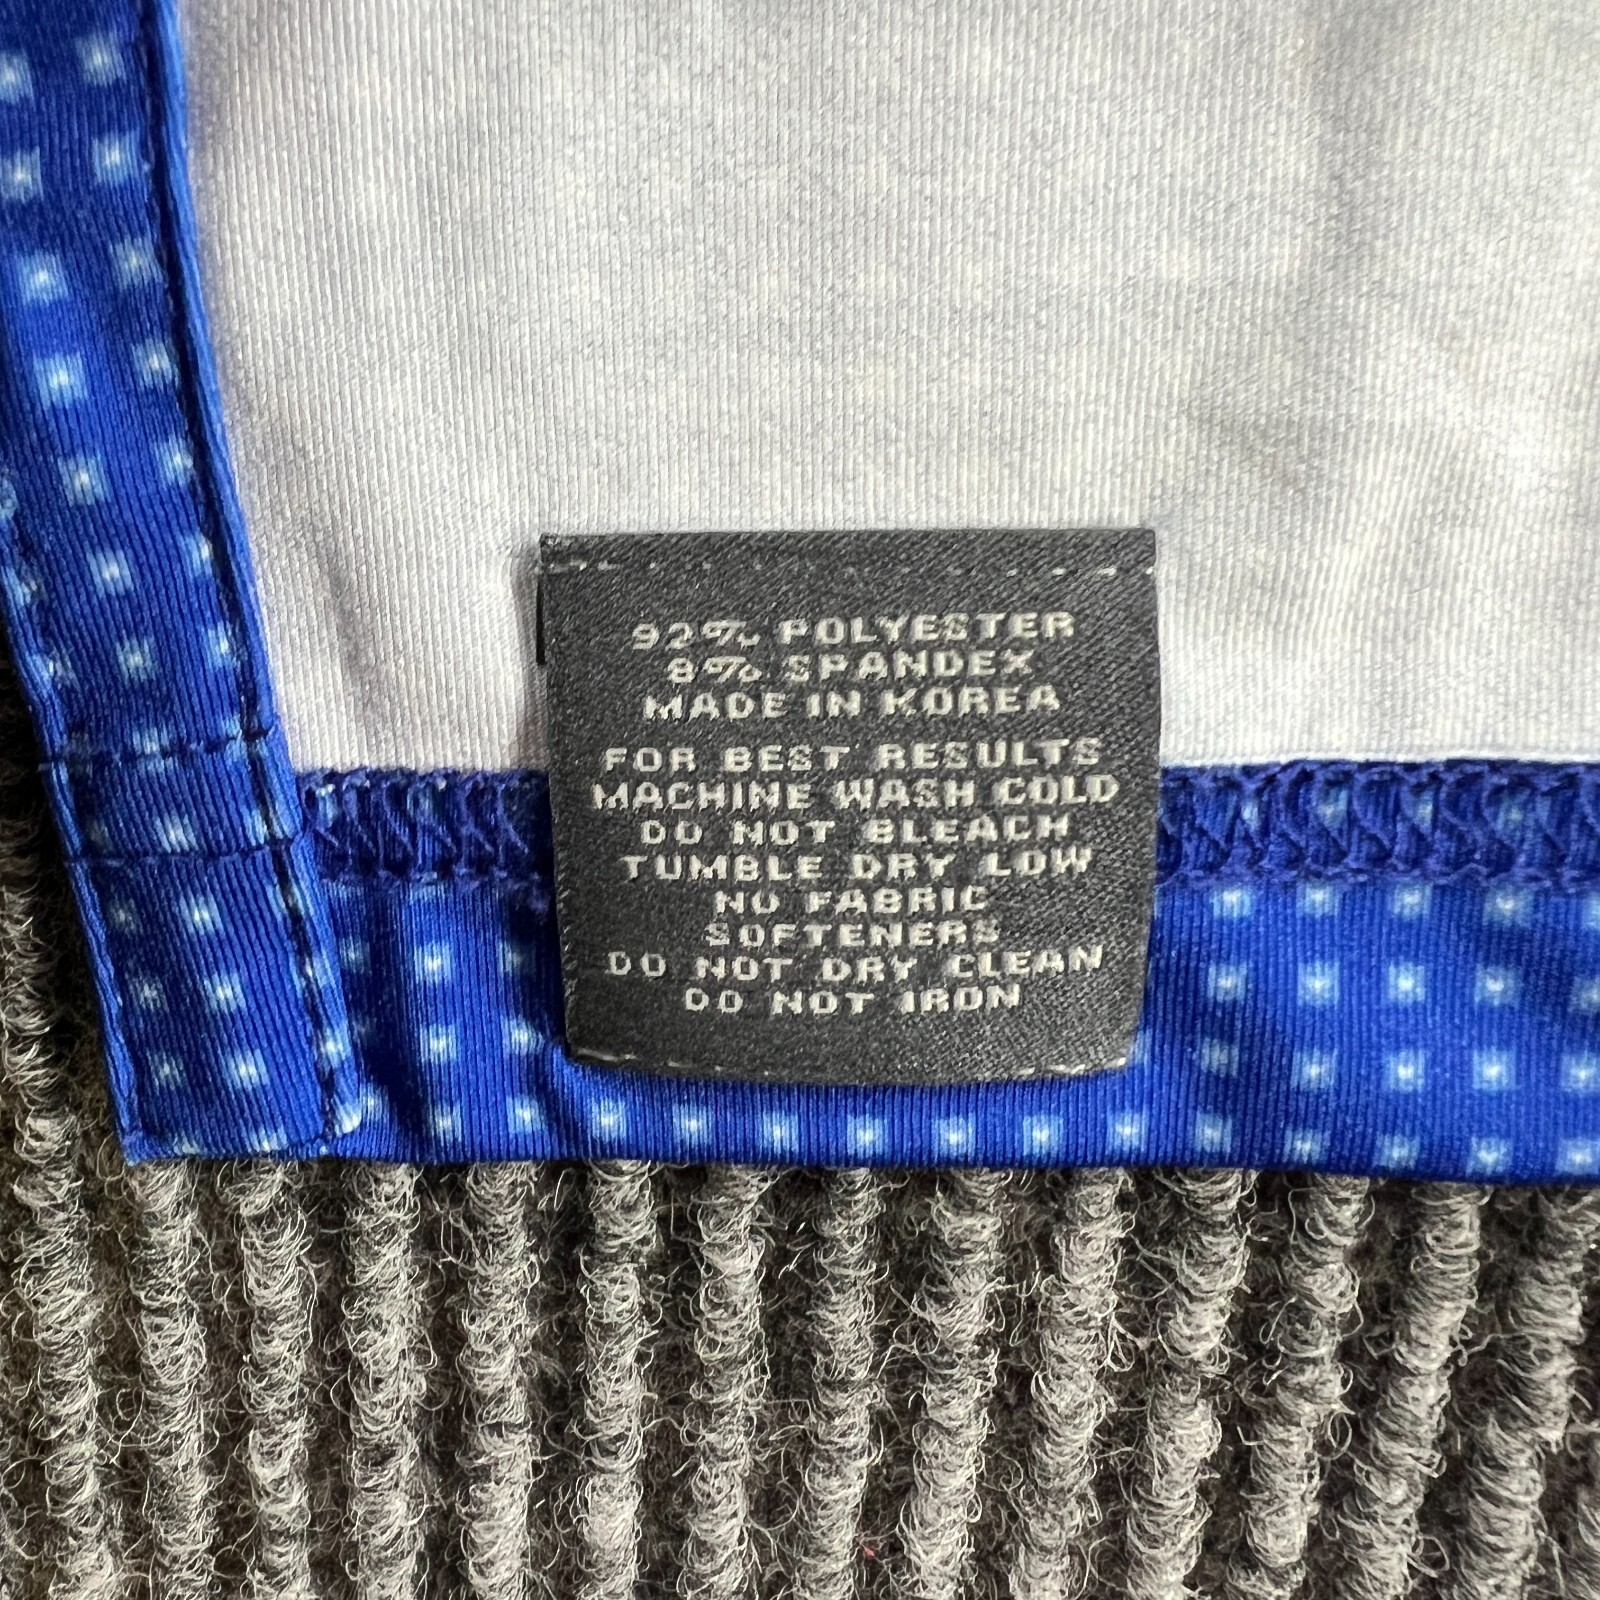 92% POLYESTER
8% SPANDEX
MADE IN KOREA
FOR BEST RESULTS
MACHINE WASH COLD
DO NOT BLEACH
TUMBLE DRY LOW
NO FABRIC
SOFTENERS
DO NOT DRY CLEAN
DO NOT IRON